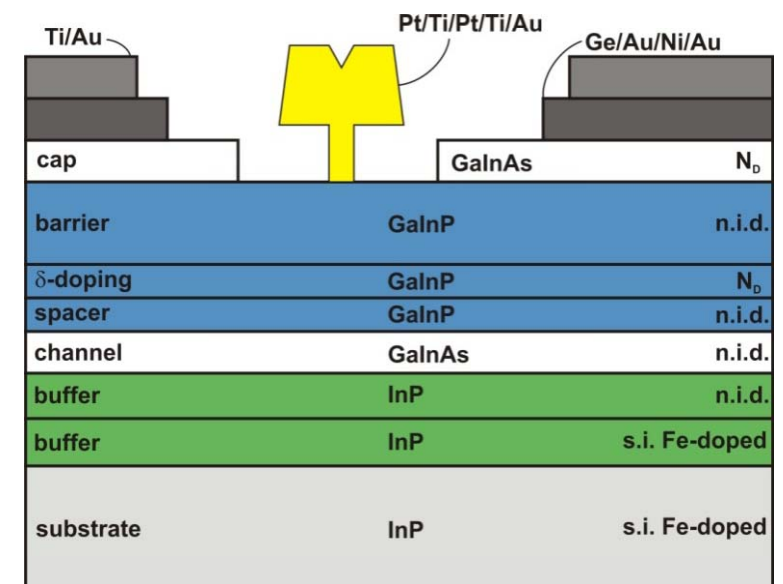 Pt/Ti/Pt/Ti/Au
Ti/Au
Ge/Au/Ni/Au
cap GaInAs N_D
barrier GaInP n.i.d.
δ-doping GaInP N_D
spacer GaInP n.i.d.
channel GaInAs n.i.d.
buffer InP n.i.d.
buffer InP s.i. Fe-doped
substrate InP s.i. Fe-doped